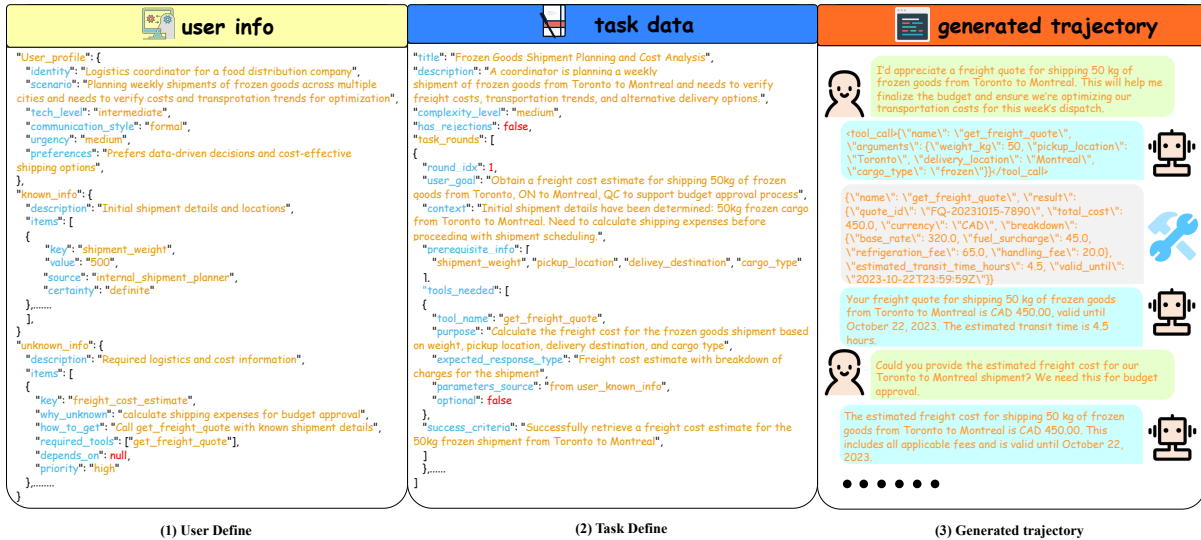 user info
"User_profile": {
"identity": "Logistics coordinator for a food distribution company",
"scenario": "Planning weekly shipments of frozen goods across multiple
cities and needs to verify costs and transprotation trends for optimization",
"tech_level": "intermediate",
"communication_style": "formal",
"urgency": "medium",
"preferences": "Prefers data-driven decisions and cost-effective
shipping options",
},
"known_info": {
"description": "Initial shipment details and locations",
"items": [
{
"key": "shipment_weight",
"value": "500",
"source": "internal_shipment_planner",
"certainty": "definite"
},.......
],
}
"unknown_info": {
"description": "Required logistics and cost information",
"items": [
{
"key": "freight_cost_estimate",
"why_unknown": "calculate shipping expenses for budget approval",
"how_to_get": "Call get_freight_quote with known shipment details",
"required_tools": ["get_freight_quote"],
"depends_on": null,
"priority": "high"
},........
}
(1) User Define
task data
"title": "Frozen Goods Shipment Planning and Cost Analysis",
"description": "A coordinator is planning a weekly
shipment of frozen goods from Toronto to Montreal and needs to verify
freight costs, transportation trends, and alternative delivery options.",
"complexity_level": "medium",
"has_rejections": false,
"task_rounds": [
{
"round_idx": 1,
"user_goal": "Obtain a freight cost estimate for shipping 50kg of frozen
goods from Toronto, ON to Montreal, QC to support budget approval process",
"context": "Initial shipment details have been determined: 50kg frozen cargo
from Toronto to Montreal. Need to calculate shipping expenses before
proceeding with shipment scheduling.",
"prerequisite_info": [
"shipment_weight", "pickup_location", "delivey_destination", "cargo_type"
],
"tools_needed": [
{
"tool_name": "get_freight_quote",
"purpose": "Calculate the freight cost for the frozen goods shipment based
on weight, pickup location, delivery destination, and cargo type",
"expected_response_type": "Freight cost estimate with breakdown of
charges for the shipment",
"parameters_source": "from user_known_info",
"optional": false
},
"success_criteria": "Successfully retrieve a freight cost estimate for the
50kg frozen shipment from Toronto to Montreal",
]
},......
]
(2) Task Define
generated trajectory
I'd appreciate a freight quote for shipping 50 kg of
frozen goods from Toronto to Montreal. This will help me
finalize the budget and ensure we're optimizing our
transportation costs for this week's dispatch.
<tool_call>{\"name\": \"get_freight_quote\",
\"arguments\": {\"weight_kg\": 50, \"pickup_location\":
\"Toronto\", \"delivery_location\": \"Montreal\",
\"cargo_type\": \"frozen\"}}</tool_call>
{\"name\": \"get_freight_quote\", \"result\":
{\"quote_id\": \"FQ-20231015-7890\", \"total_cost\":
450.0, \"currency\": \"CAD\", \"breakdown\":
{\"base_rate\": 320.0, \"fuel_surcharge\": 45.0,
\"refrigeration_fee\": 65.0, \"handling_fee\": 20.0},
\"estimated_transit_time_hours\": 4.5, \"valid_until\":
\"2023-10-22T23:59:59Z\"}}
Your freight quote for shipping 50 kg of frozen goods
from Toronto to Montreal is CAD 450.00, valid until
October 22, 2023. The estimated transit time is 4.5
hours.
Could you provide the estimated freight cost for our
Toronto to Montreal shipment? We need this for budget
approval.
The estimated freight cost for shipping 50 kg of frozen
goods from Toronto to Montreal is CAD 450.00. This
includes all applicable fees and is valid until October 22,
2023.
(3) Generated trajectory